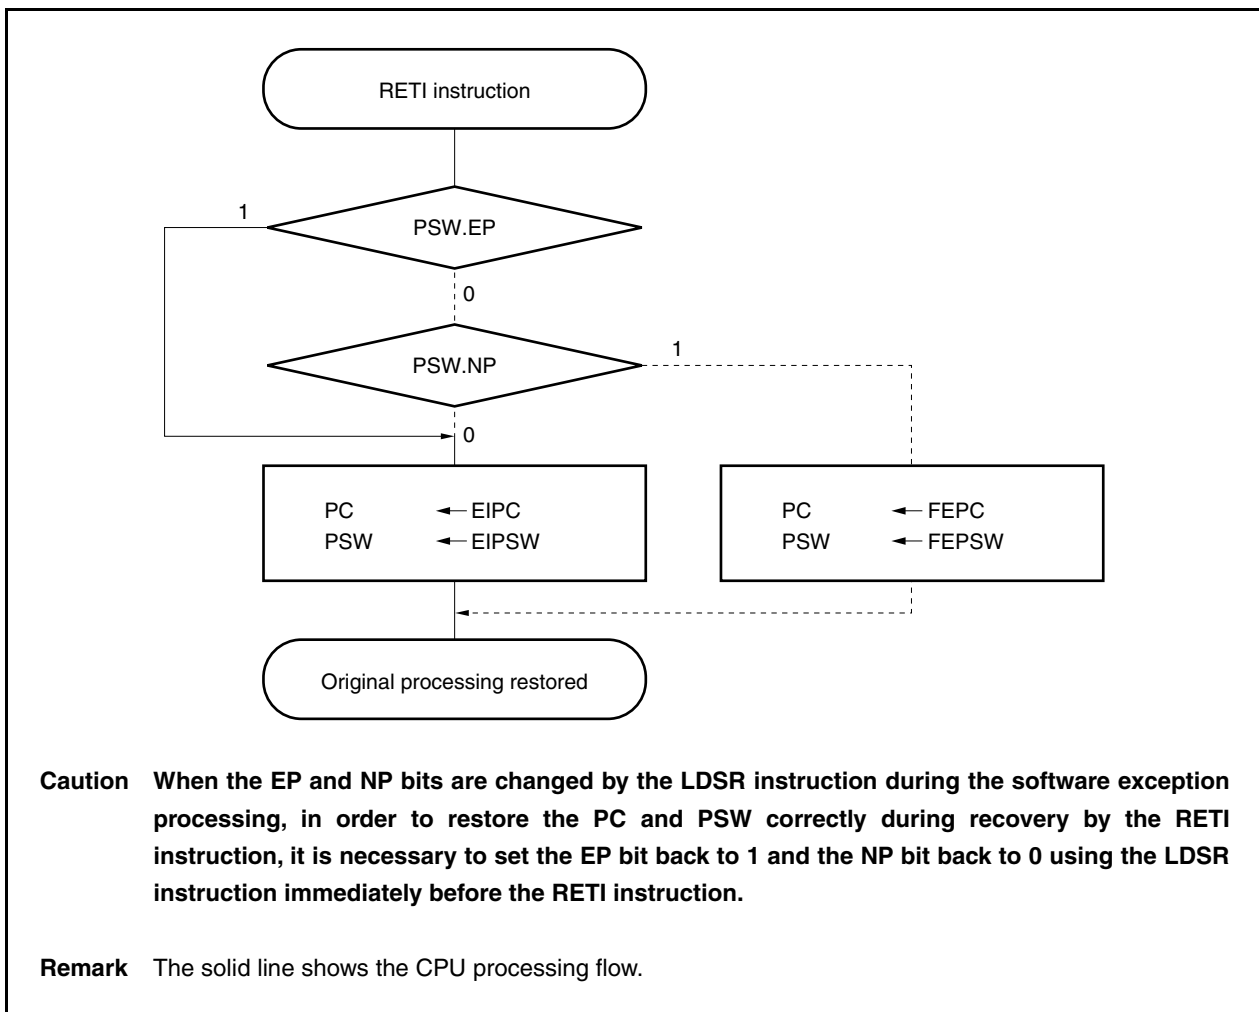 RETI instruction
1
PSW.EP
0
1
PSW.NP
0
PC ← EIPC
PSW ← EIPSW
PC ← FEPC
PSW ← FEPSW
Original processing restored
Caution When the EP and NP bits are changed by the LDSR instruction during the software exception
processing, in order to restore the PC and PSW correctly during recovery by the RETI
instruction, it is necessary to set the EP bit back to 1 and the NP bit back to 0 using the LDSR
instruction immediately before the RETI instruction.
Remark The solid line shows the CPU processing flow.